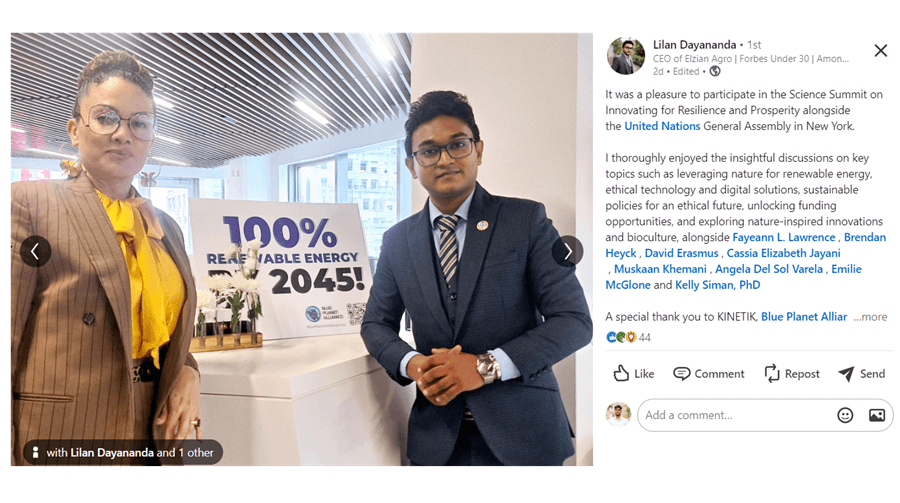 100%
RENEWABLE ENERGY
2045!
BLUE
PLANET
ALLIANCE
with Lilan Dayananda and 1 other
Lilan Dayananda • 1st
CEO of Elzian Agro | Forbes Under 30 | Amon...
2d • Edited •
It was a pleasure to participate in the Science Summit on
Innovating for Resilience and Prosperity alongside
the United Nations General Assembly in New York.
I thoroughly enjoyed the insightful discussions on key
topics such as leveraging nature for renewable energy,
ethical technology and digital solutions, sustainable
policies for an ethical future, unlocking funding
opportunities, and exploring nature-inspired innovations
and bioculture, alongside Fayeann L. Lawrence , Brendan
Heyck , David Erasmus , Cassia Elizabeth Jayani
, Muskaan Khemani , Angela Del Sol Varela , Emilie
McGlone and Kelly Siman, PhD
A special thank you to KINETIK, Blue Planet Alliar ...more
44
Like Comment Repost Send
Add a comment...